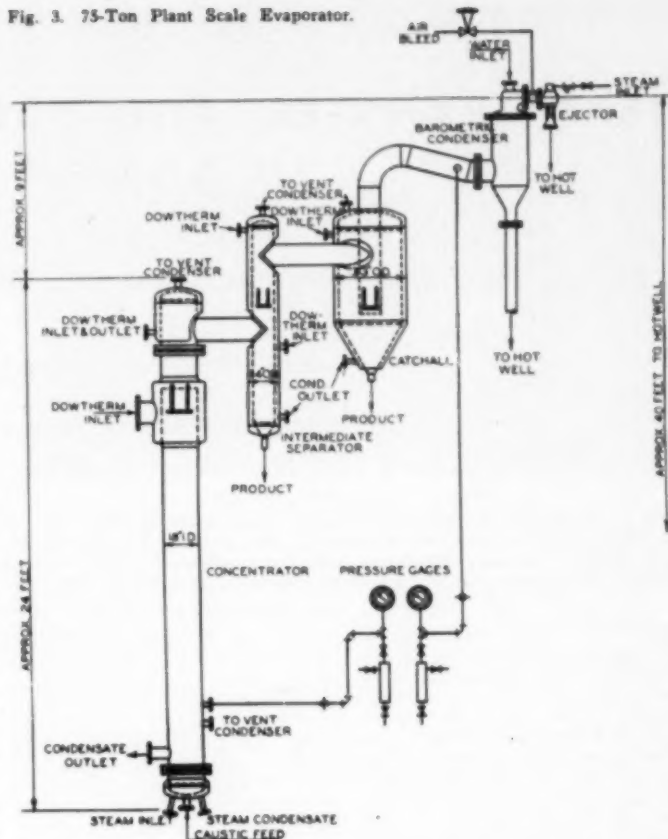 Fig. 3. 75-Ton Plant Scale Evaporator.
AIR
BLEED
WATER
INLET
STEAM
INLET
EJECTOR
BAROMETRIC
CONDENSER
TO HOT
WELL
APPROX. 9 FEET
TO VENT
CONDENSER
DOWTHERM
INLET
DOWTHERM
INLET
TO VENT
CONDENSER
DOWTHERM
INLET & OUTLET
DOW-
THERM
INLET
TO HOT
WELL
CATCHALL
COND.
OUTLET
PRODUCT
DOWTHERM
INLET
INTERMEDIATE
SEPARATOR
PRODUCT
APPROX. 40 FEET TO HOTWELL
18" I.D.
CONCENTRATOR
PRESSURE GAGES
APPROX. 24 FEET
TO VENT
CONDENSER
CONDENSATE
OUTLET
STEAM INLET
STEAM CONDENSATE
CAUSTIC FEED